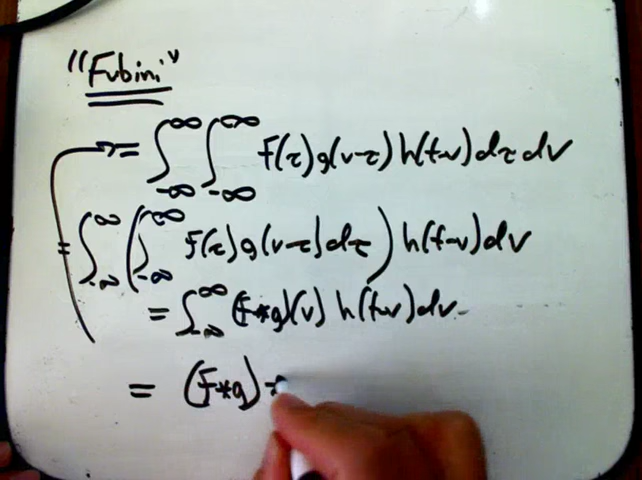 "Fubini"
= ∫_{-∞}^{∞} ∫_{-∞}^{∞} f(τ) g(v-τ) h(t-v) dτ dv
= ∫_{-∞}^{∞} ( ∫_{-∞}^{∞} f(τ) g(v-τ) dτ ) h(t-v) dv
= ∫_{-∞}^{∞} (f*g)(v) h(t-v) dv
= (f*g)